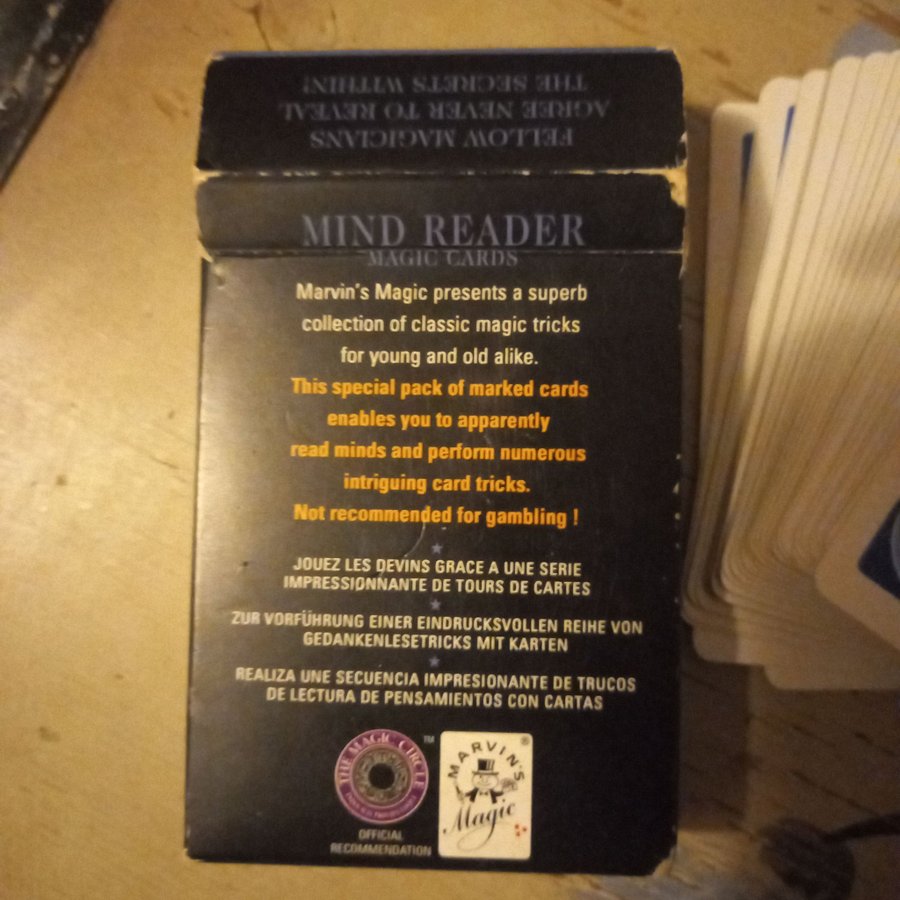 FELLOW MAGICIANS
AGREE NEVER TO REVEAL
THE SECRETS WITHIN!
MIND READER
MAGIC CARDS
Marvin's Magic presents a superb
collection of classic magic tricks
for young and old alike.
This special pack of marked cards
enables you to apparently
read minds and perform numerous
intriguing card tricks.
Not recommended for gambling !
JOUEZ LES DEVINS GRACE A UNE SERIE
IMPRESSIONNANTE DE TOURS DE CARTES
ZUR VORFÜHRUNG EINER EINDRUCKSVOLLEN REIHE VON
GEDANKENLESETRICKS MIT KARTEN
REALIZA UNE SECUENCIA IMPRESIONANTE DE TRUCOS
DE LECTURA DE PENSAMIENTOS CON CARTAS
THE MAGIC CIRCLE
™
OFFICIAL
RECOMMENDATION
MARVIN'S
®
Magic